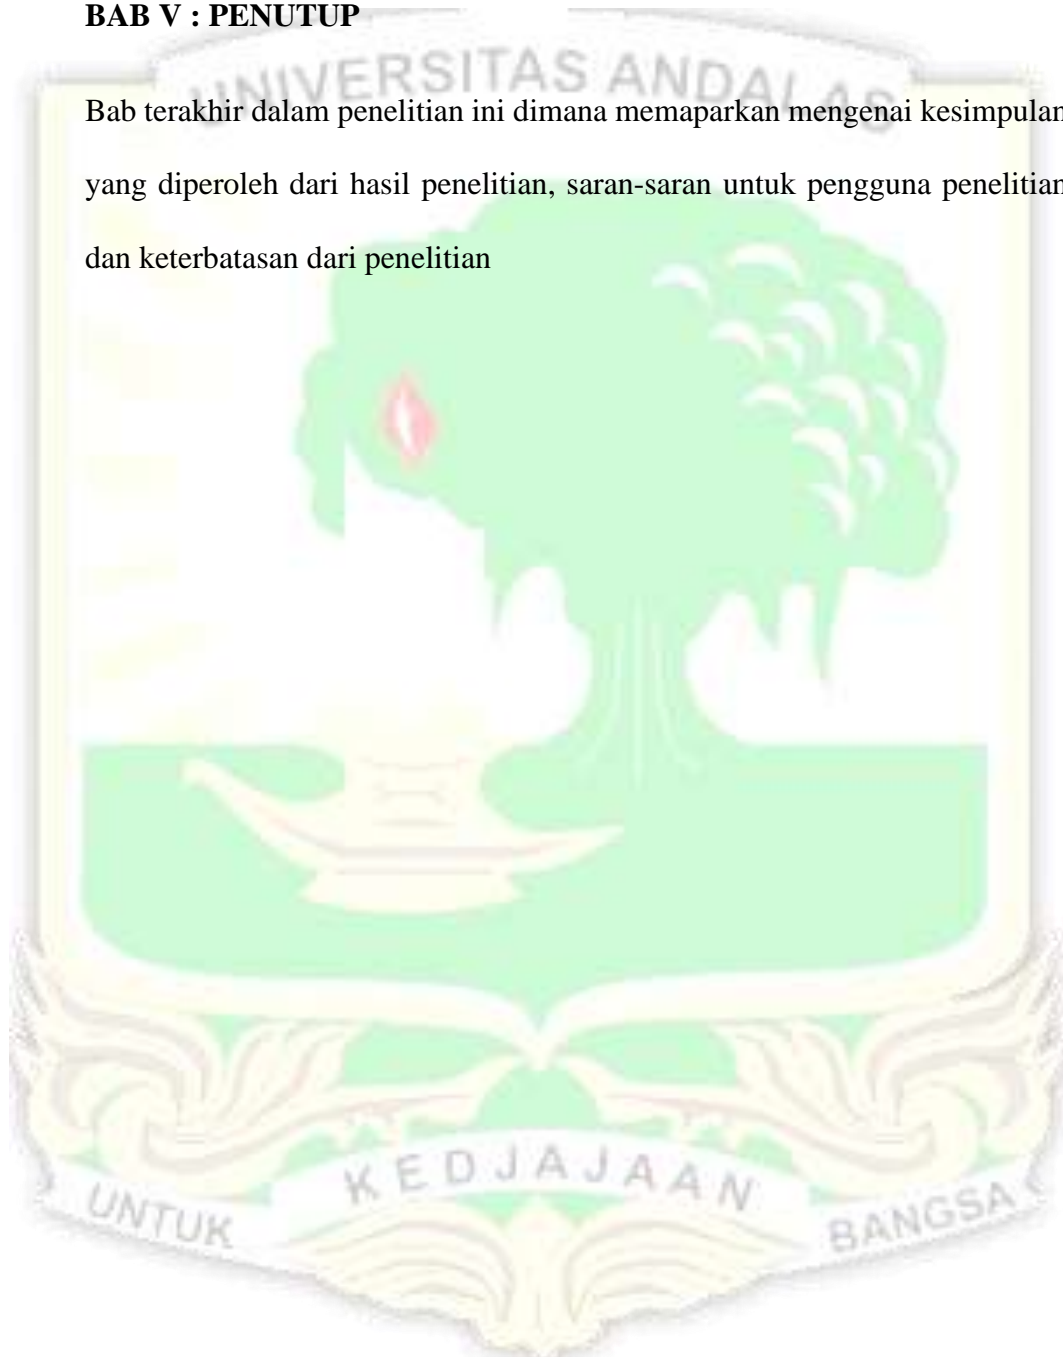 BAB V : PENUTUP
UNIVERSITAS ANDALAS
Bab terakhir dalam penelitian ini dimana memaparkan mengenai kesimpulan
yang diperoleh dari hasil penelitian, saran-saran untuk pengguna penelitian
dan keterbatasan dari penelitian
UNTUK KEDJAJAAN BANGSA